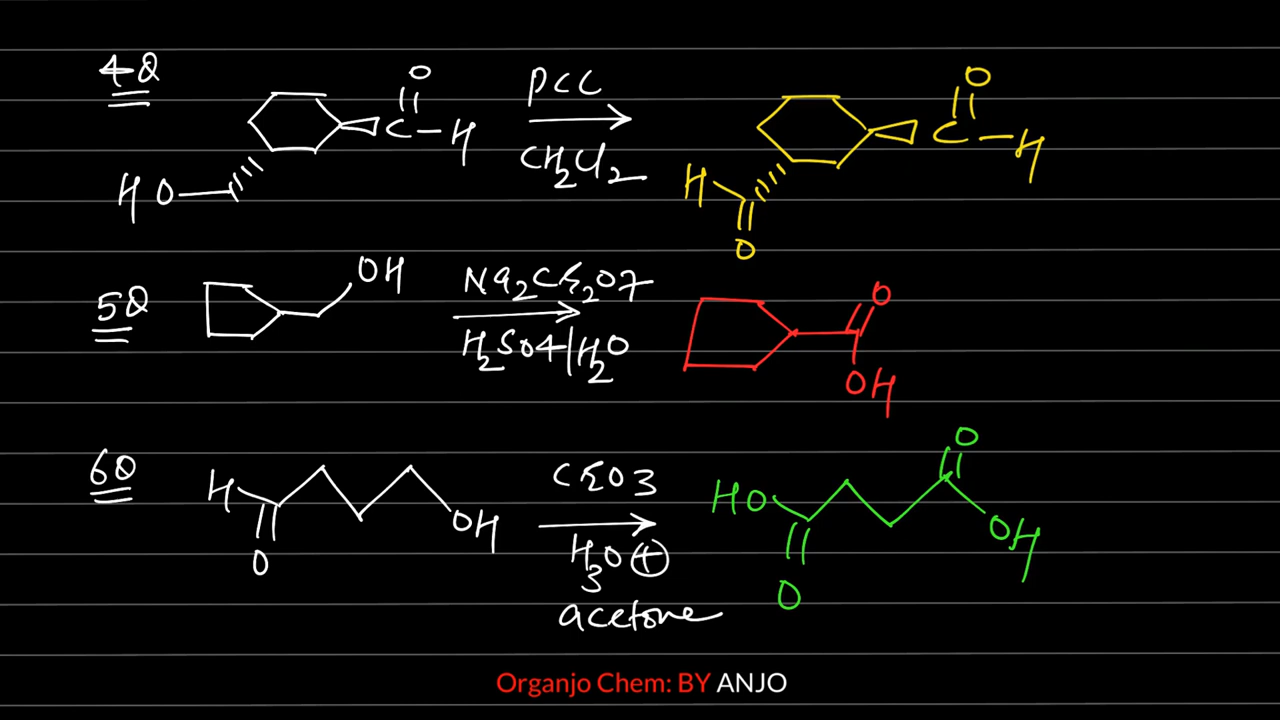 4Q
O
C-H
HO
PCC
CH2Cl2
O
C-H
H
O
5Q
OH
Na2Cr2O7
H2SO4/H2O
O
OH
6Q
H
O
OH
CrO3
H3O+
acetone
O
HO
OH
O
Organjo Chem: BY ANJO